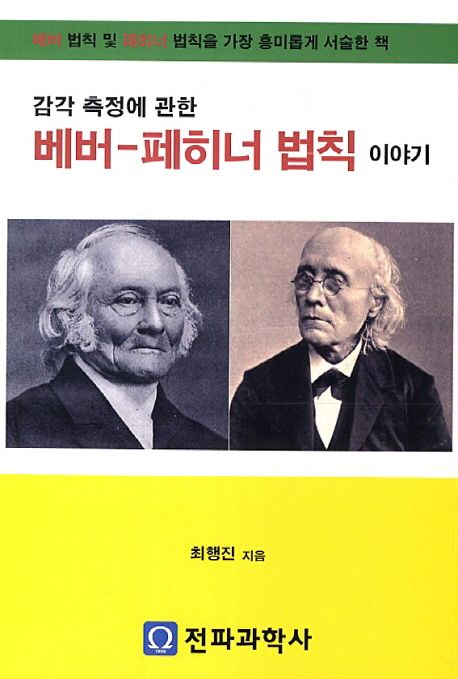 베버 법칙 및 페히너 법칙을 가장 흥미롭게 서술한 책
감각 측정에 관한
베버-페히너 법칙 이야기
최행진 지음
전파과학사